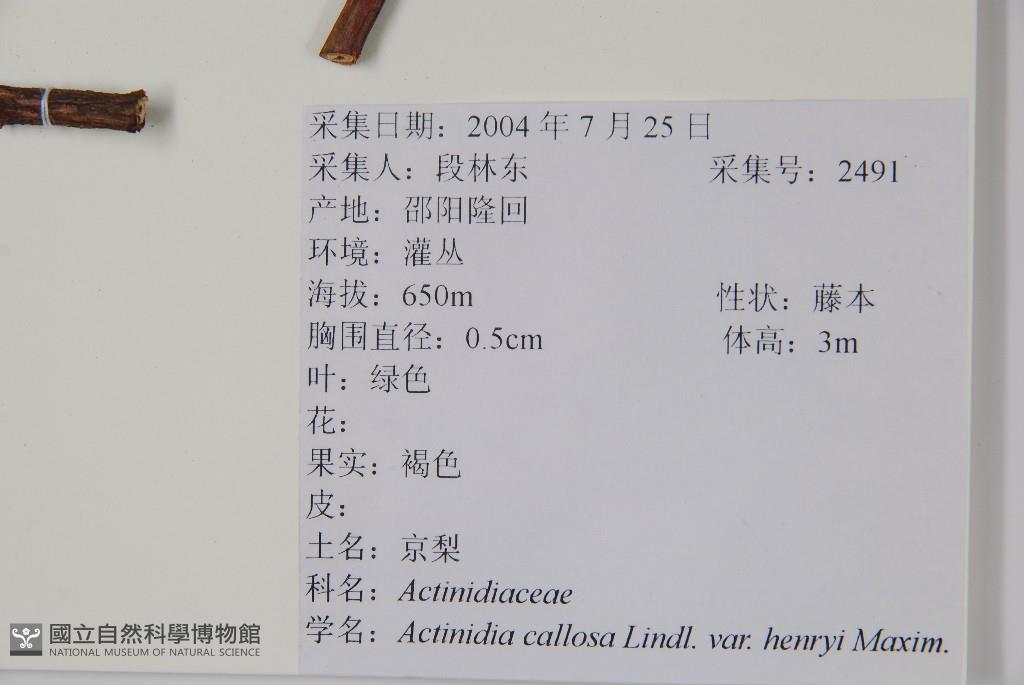 采集日期：2004 年 7 月 25 日
采集人：段林东 采集号：2491
产地：邵阳隆回
环境：灌丛
海拔：650m 性状：藤本
胸围直径：0.5cm 体高：3m
叶：绿色
花：
果实：褐色
皮：
土名：京梨
科名：Actinidiaceae
学名：Actinidia callosa Lindl. var. henryi Maxim.
國立自然科學博物館
NATIONAL MUSEUM OF NATURAL SCIENCE